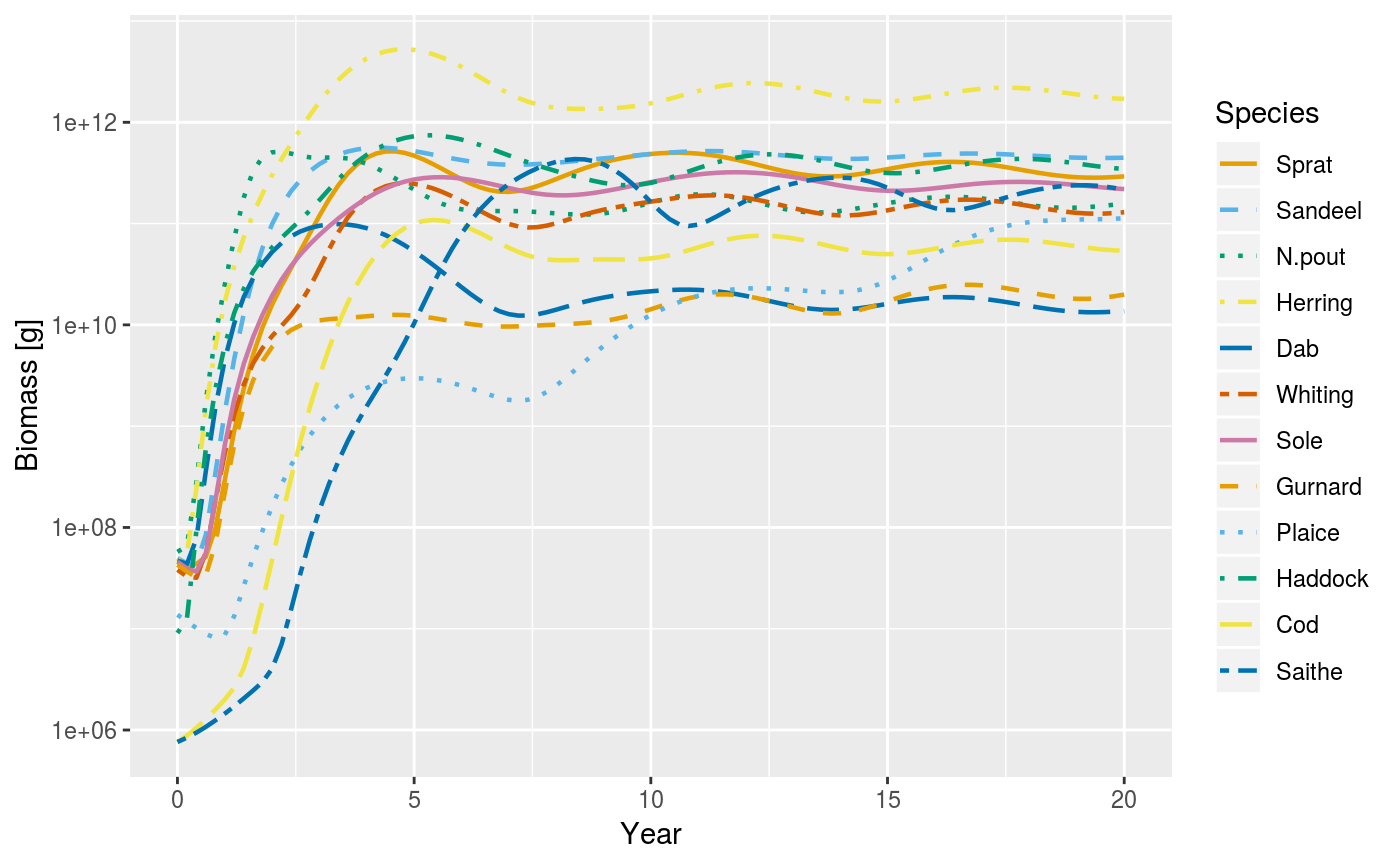 Biomass [g]
1e+12
1e+10
1e+08
1e+06
0 5 10 15 20
Year
Species
Sprat
Sandeel
N.pout
Herring
Dab
Whiting
Sole
Gurnard
Plaice
Haddock
Cod
Saithe